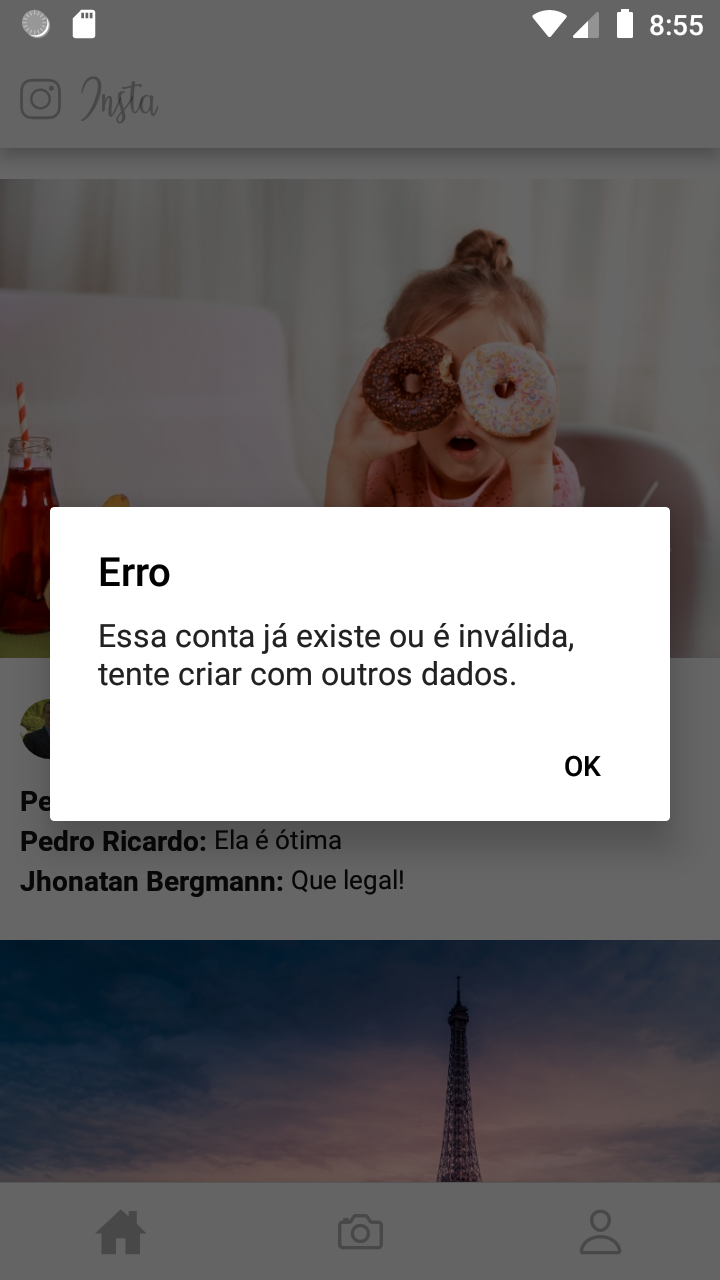 8:55
Insta
Erro
Essa conta já existe ou é inválida,
tente criar com outros dados.
OK
Pedro Ricardo: Ela é ótima
Jhonatan Bergmann: Que legal!